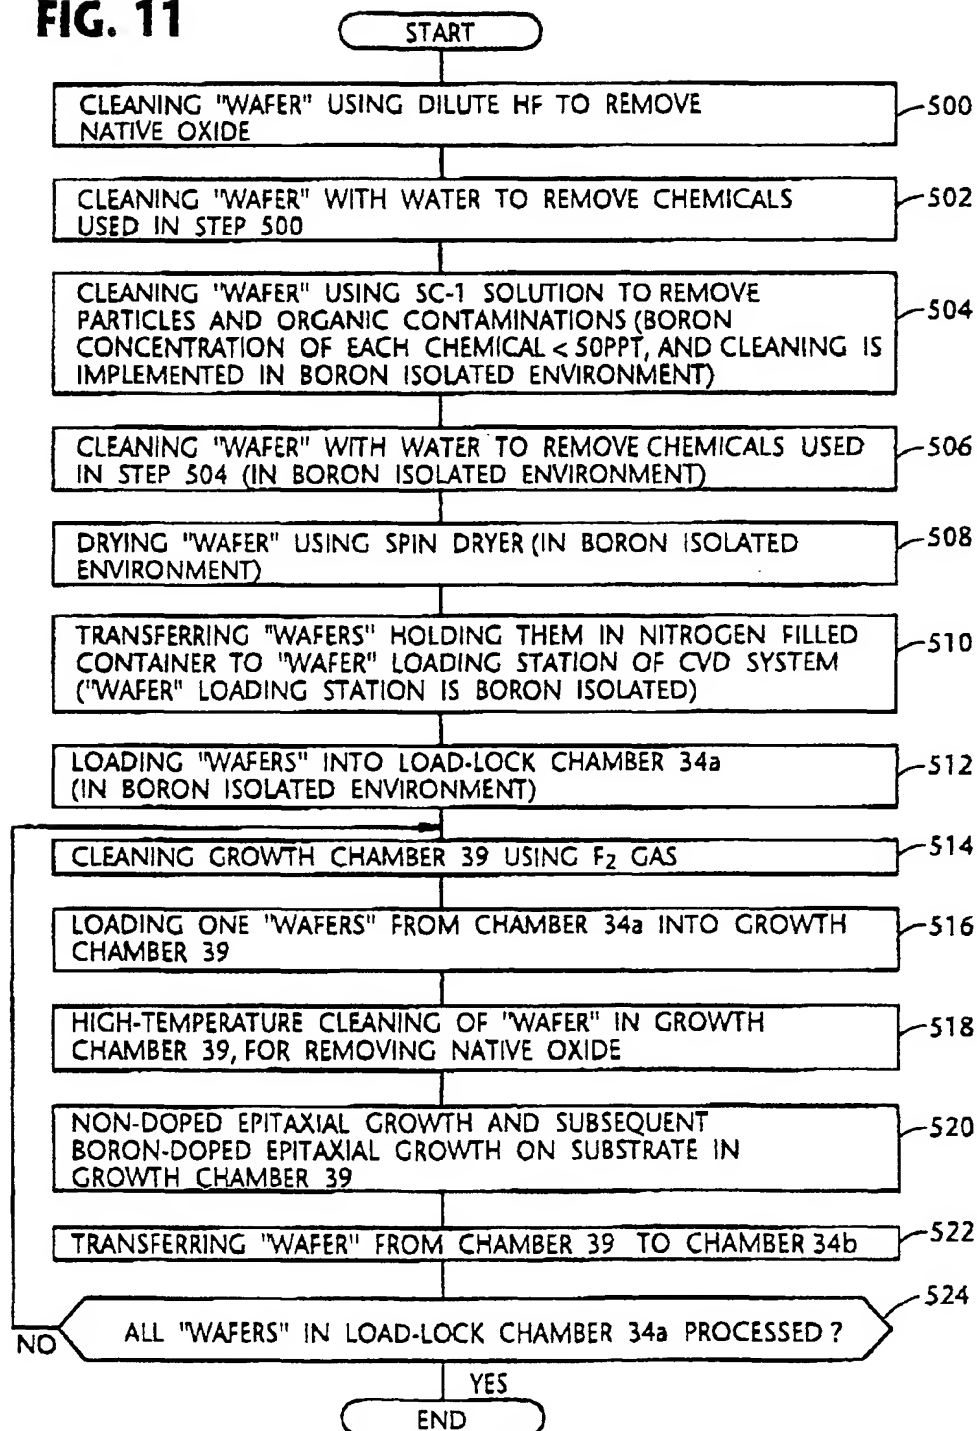 FIG. 11
START
CLEANING "WAFER" USING DILUTE HF TO REMOVE
NATIVE OXIDE
500
CLEANING "WAFER" WITH WATER TO REMOVE CHEMICALS
USED IN STEP 500
502
CLEANING "WAFER" USING SC-1 SOLUTION TO REMOVE
PARTICLES AND ORGANIC CONTAMINATIONS (BORON
CONCENTRATION OF EACH CHEMICAL < 50PPT, AND CLEANING IS
IMPLEMENTED IN BORON ISOLATED ENVIRONMENT)
504
CLEANING "WAFER" WITH WATER TO REMOVE CHEMICALS USED
IN STEP 504 (IN BORON ISOLATED ENVIRONMENT)
506
DRYING "WAFER" USING SPIN DRYER (IN BORON ISOLATED
ENVIRONMENT)
508
TRANSFERRING "WAFERS" HOLDING THEM IN NITROGEN FILLED
CONTAINER TO "WAFER" LOADING STATION OF CVD SYSTEM
("WAFER" LOADING STATION IS BORON ISOLATED)
510
LOADING "WAFERS" INTO LOAD-LOCK CHAMBER 34a
(IN BORON ISOLATED ENVIRONMENT)
512
CLEANING GROWTH CHAMBER 39 USING F₂ GAS
514
LOADING ONE "WAFERS" FROM CHAMBER 34a INTO GROWTH
CHAMBER 39
516
HIGH-TEMPERATURE CLEANING OF "WAFER" IN GROWTH
CHAMBER 39, FOR REMOVING NATIVE OXIDE
518
NON-DOPED EPITAXIAL GROWTH AND SUBSEQUENT
BORON-DOPED EPITAXIAL GROWTH ON SUBSTRATE IN
GROWTH CHAMBER 39
520
TRANSFERRING "WAFER" FROM CHAMBER 39 TO CHAMBER 34b
522
524
ALL "WAFERS" IN LOAD-LOCK CHAMBER 34a PROCESSED ?
NO
YES
END